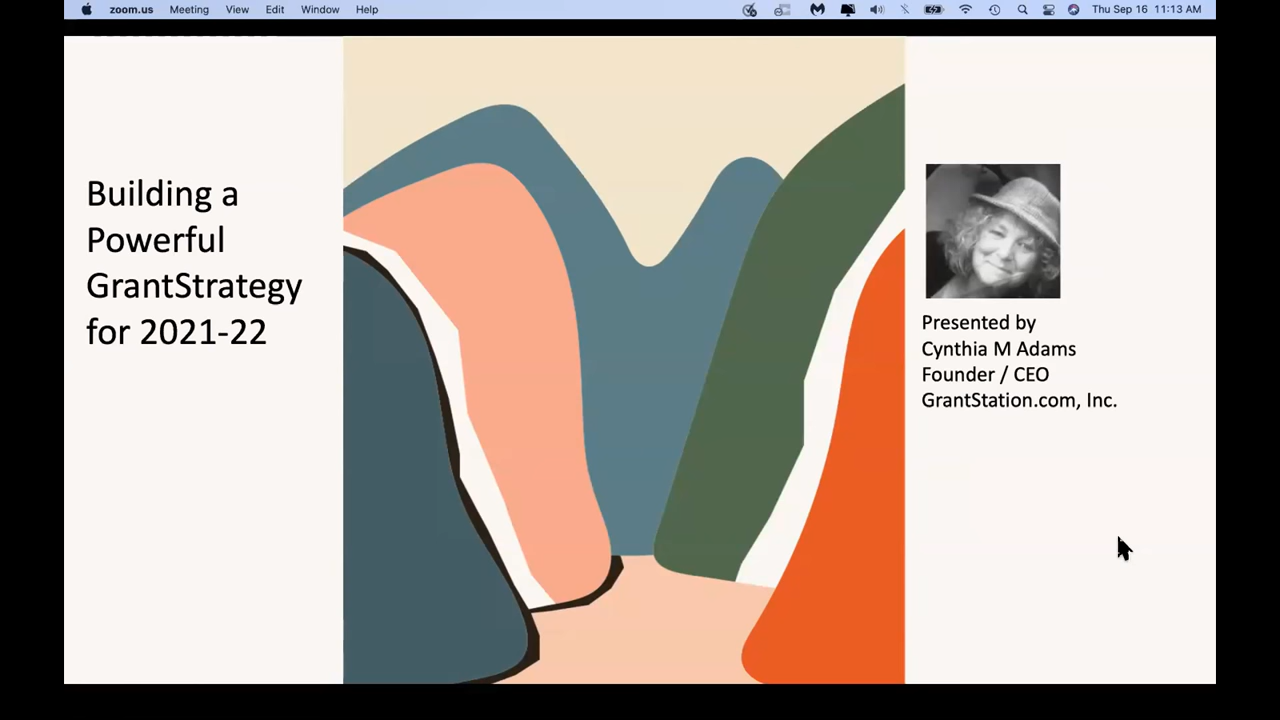 zoom.us Meeting View Edit Window Help Thu Sep 16 11:13 AM
Building a
Powerful
GrantStrategy
for 2021-22
Presented by
Cynthia M Adams
Founder / CEO
GrantStation.com, Inc.